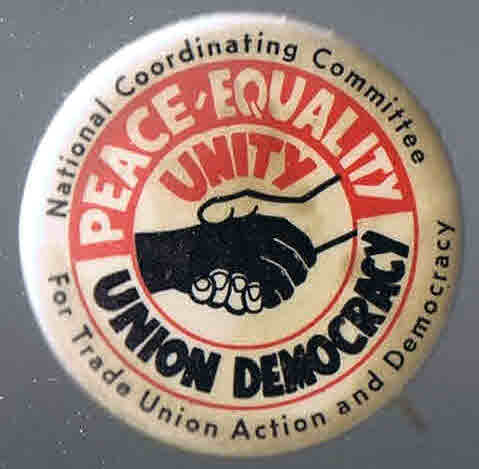 National Coordinating Committee
For Trade Union Action and Democracy
PEACE-EQUALITY
UNITY
UNION DEMOCRACY